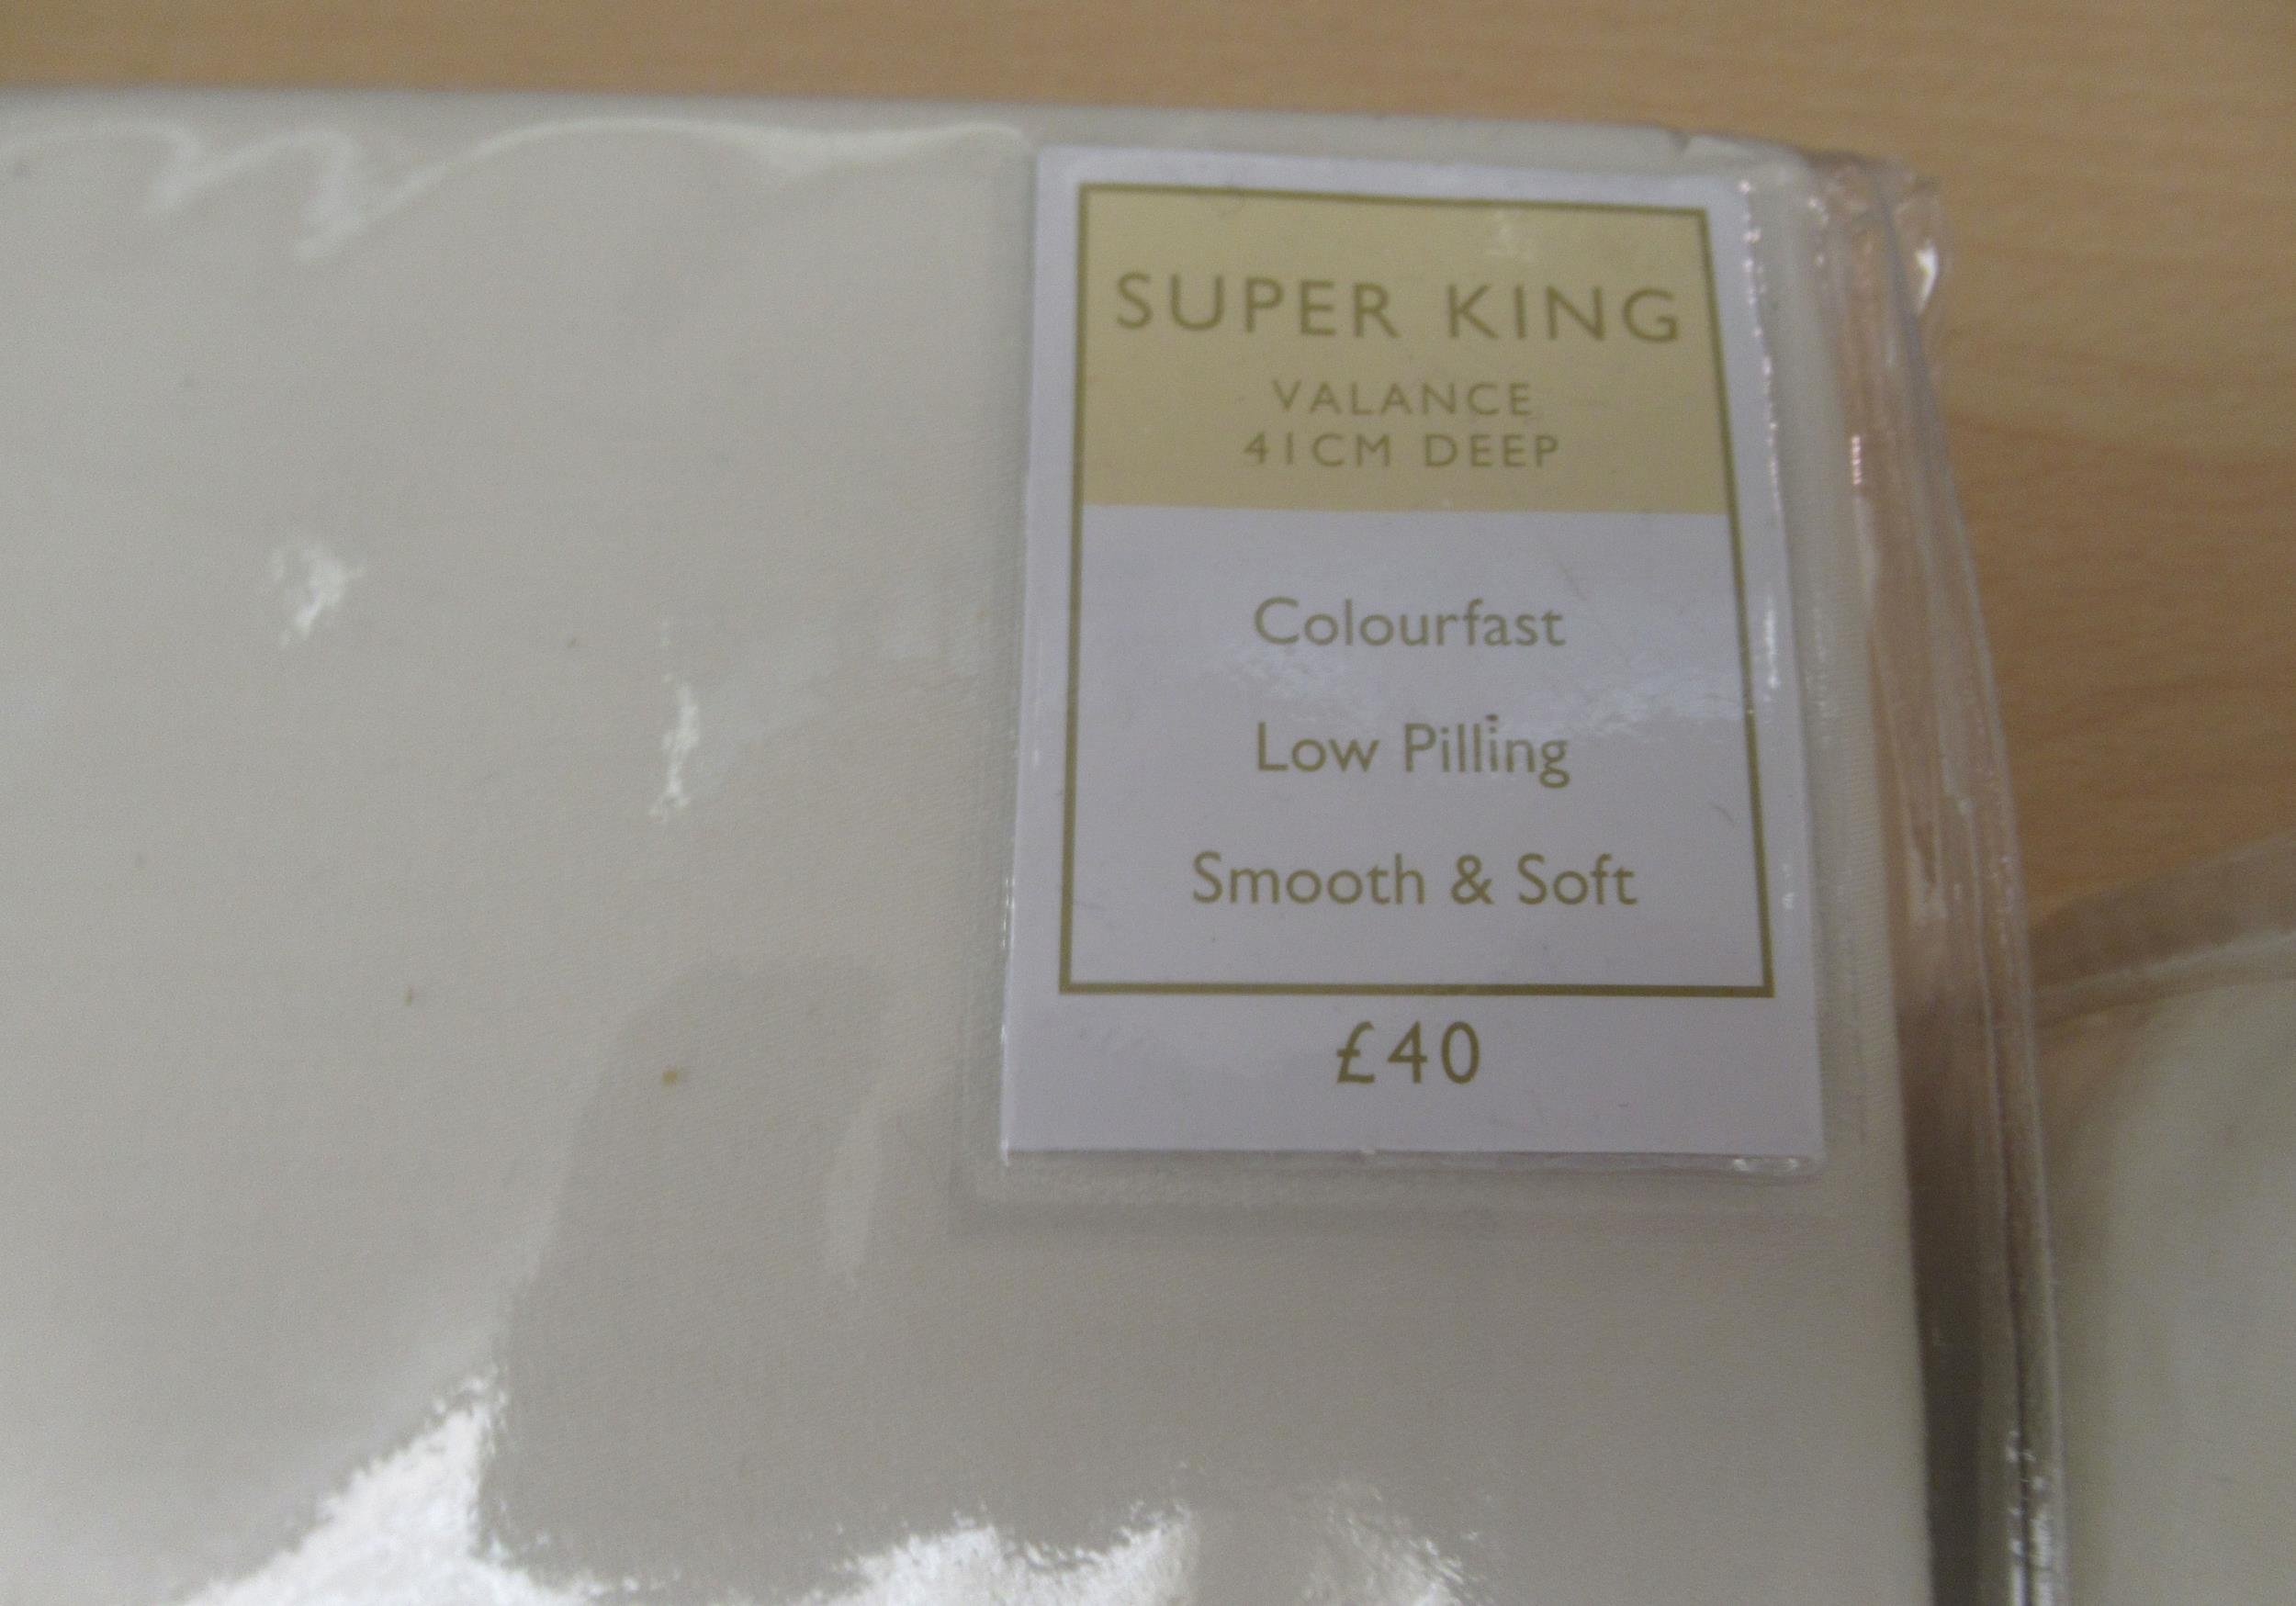 SUPER KING
VALANCE
41CM DEEP
Colourfast
Low Pilling
Smooth & Soft
£40